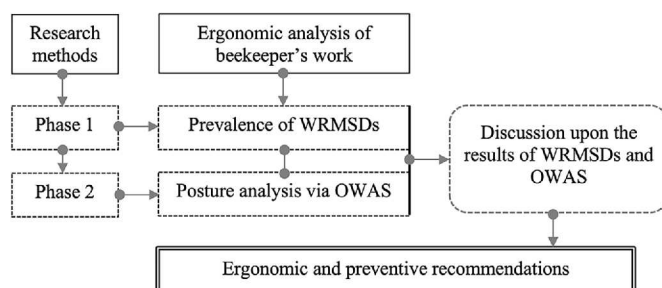 Research
methods
Ergonomic analysis of
beekeeper's work
Phase 1
Prevalence of WRMSDs
Discussion upon the
results of WRMSDs and
OWAS
Phase 2
Posture analysis via OWAS
Ergonomic and preventive recommendations